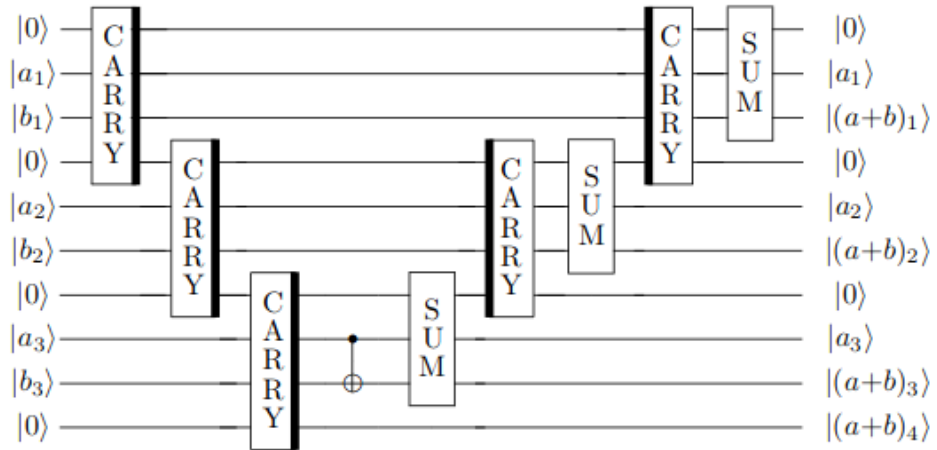 |0⟩ CARRY CARRY SUM |0⟩
|a₁⟩ |a₁⟩
|b₁⟩ |(a+b)₁⟩
|0⟩ CARRY CARRY SUM |0⟩
|a₂⟩ |a₂⟩
|b₂⟩ |(a+b)₂⟩
|0⟩ CARRY SUM |0⟩
|a₃⟩ |a₃⟩
|b₃⟩ |(a+b)₃⟩
|0⟩ |(a+b)₄⟩